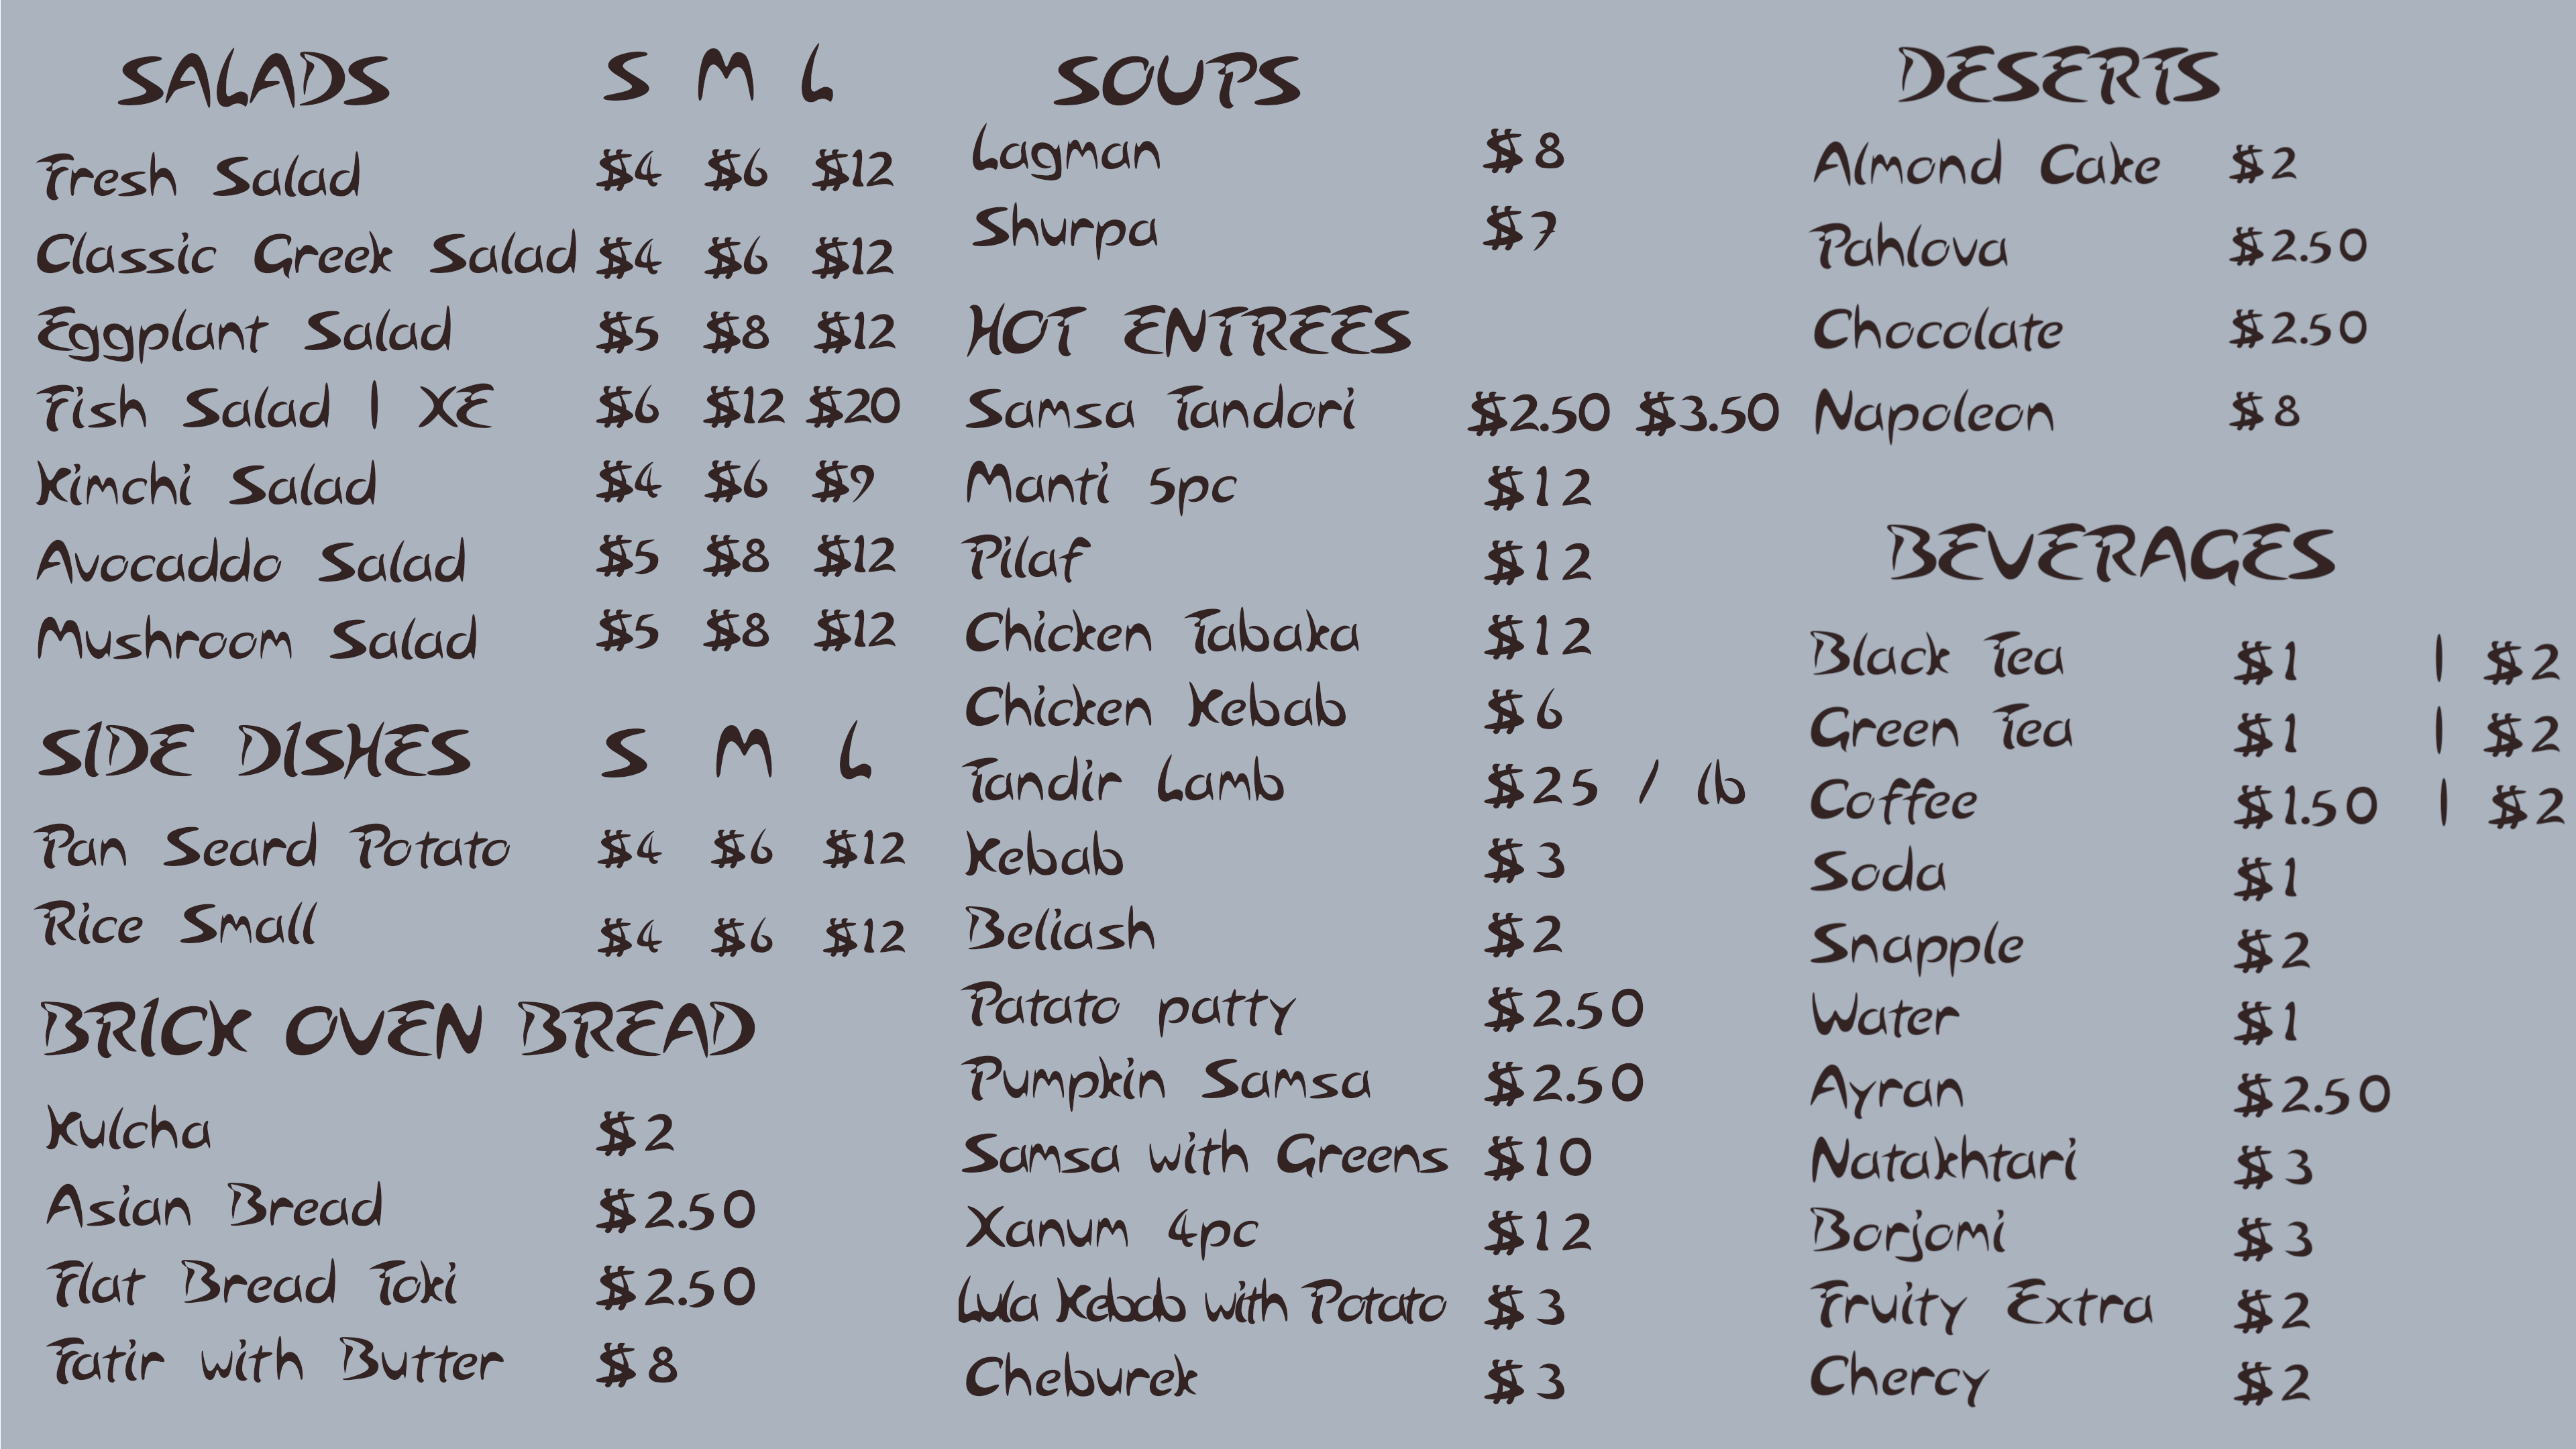 SALADS S M L
Fresh Salad $4 $6 $12
Classic Greek Salad $4 $6 $12
Eggplant Salad $5 $8 $12
Fish Salad | XE $6 $12 $20
Kimchi Salad $4 $6 $9
Avocaddo Salad $5 $8 $12
Mushroom Salad $5 $8 $12
SIDE DISHES S M L
Pan Seard Potato $4 $6 $12
Rice Small $4 $6 $12
BRICK OVEN BREAD
Kulcha $2
Asian Bread $2.50
Flat Bread Toki $2.50
Fatir with Butter $8
SOUPS
Lagman $8
Shurpa $7
HOT ENTREES
Samsa Tandori $2.50 $3.50
Manti 5pc $12
Pilaf $12
Chicken Tabaka $12
Chicken Kebab $6
Tandir Lamb $25 / lb
Kebab $3
Beliash $2
Patato patty $2.50
Pumpkin Samsa $2.50
Samsa with Greens $10
Xanum 4pc $12
Lula Kebab with Potato $3
Cheburek $3
DESERTS
Almond Cake $2
Pahlova $2.50
Chocolate $2.50
Napoleon $8
BEVERAGES
Black Tea $1 | $2
Green Tea $1 | $2
Coffee $1.50 | $2
Soda $1
Snapple $2
Water $1
Ayran $2.50
Natakhtari $3
Borjomi $3
Fruity Extra $2
Chercy $2